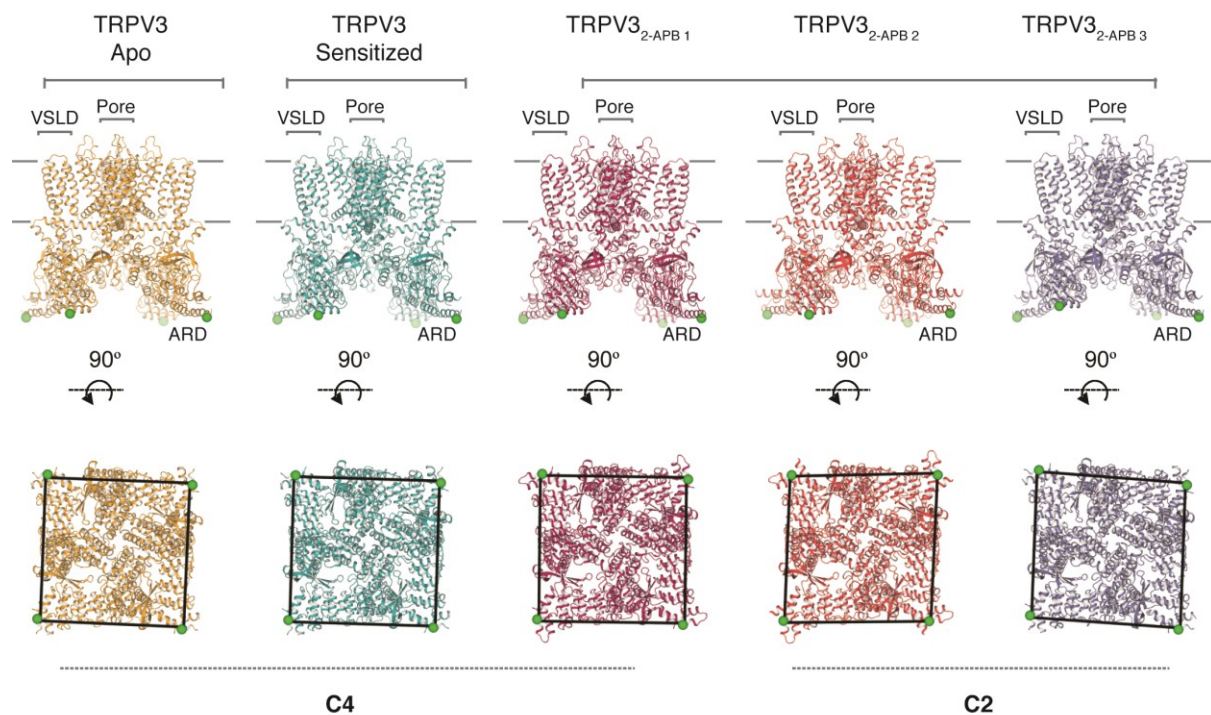 TRPV3 Apo
TRPV3 Sensitized
TRPV32-APB 1
TRPV32-APB 2
TRPV32-APB 3
VSLD Pore
VSLD Pore
VSLD Pore
VSLD Pore
VSLD Pore
ARD
ARD
ARD
ARD
ARD
90º
90º
90º
90º
90º
C4
C2